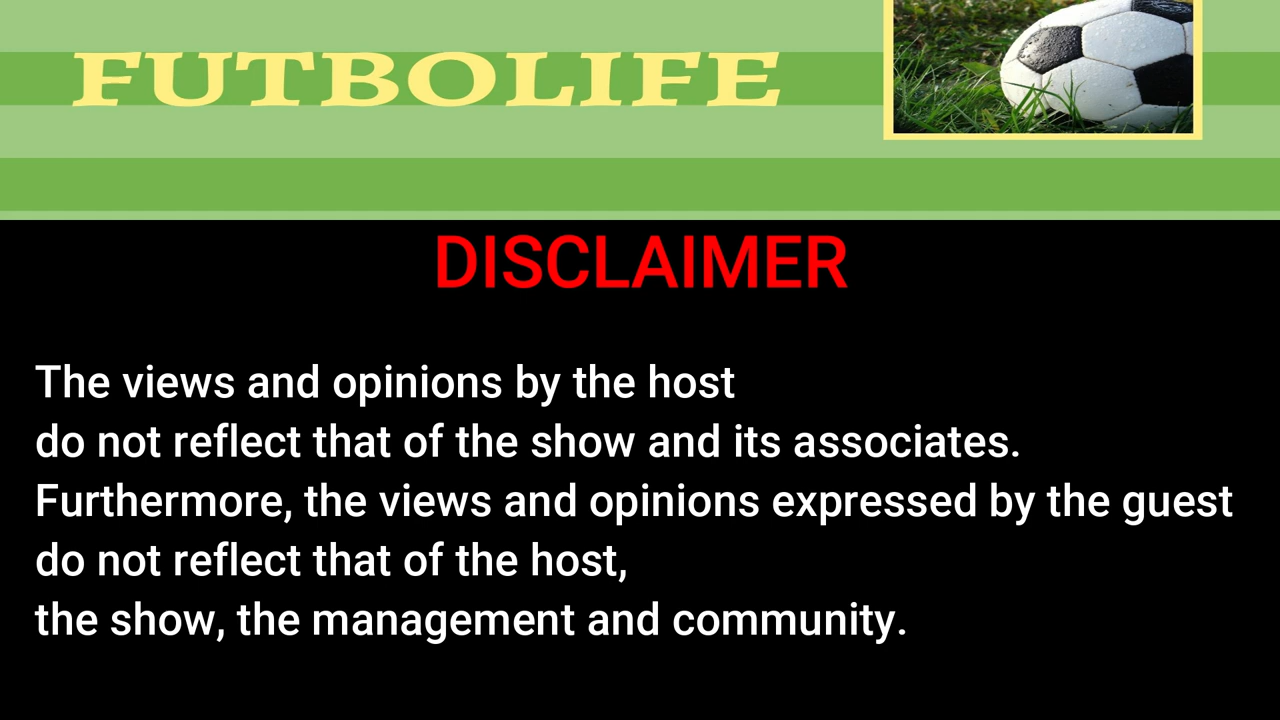 FUTBOLIFE
DISCLAIMER
The views and opinions by the host
do not reflect that of the show and its associates.
Furthermore, the views and opinions expressed by the guest
do not reflect that of the host,
the show, the management and community.